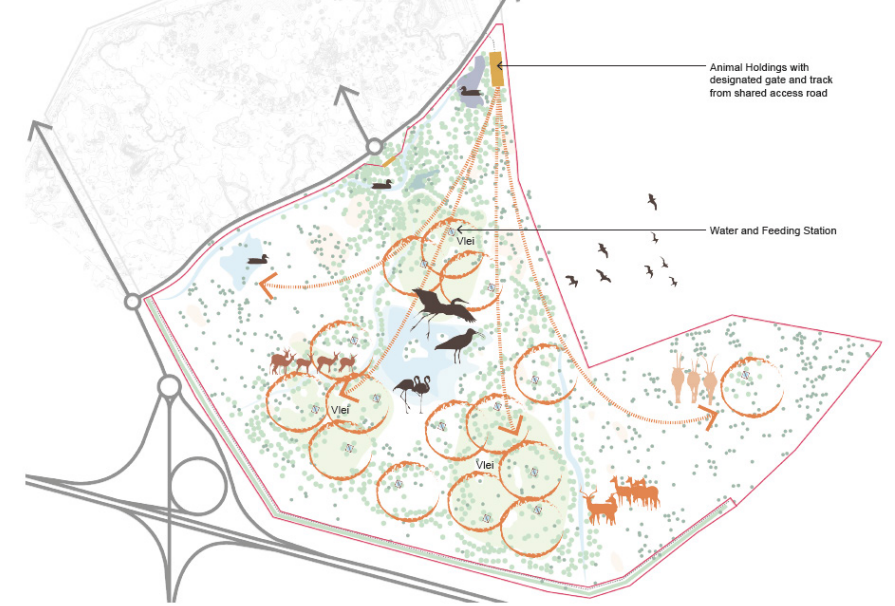 Animal Holdings with
designated gate and track
from shared access road
Water and Feeding Station
Vlei
Vlei
Vlei